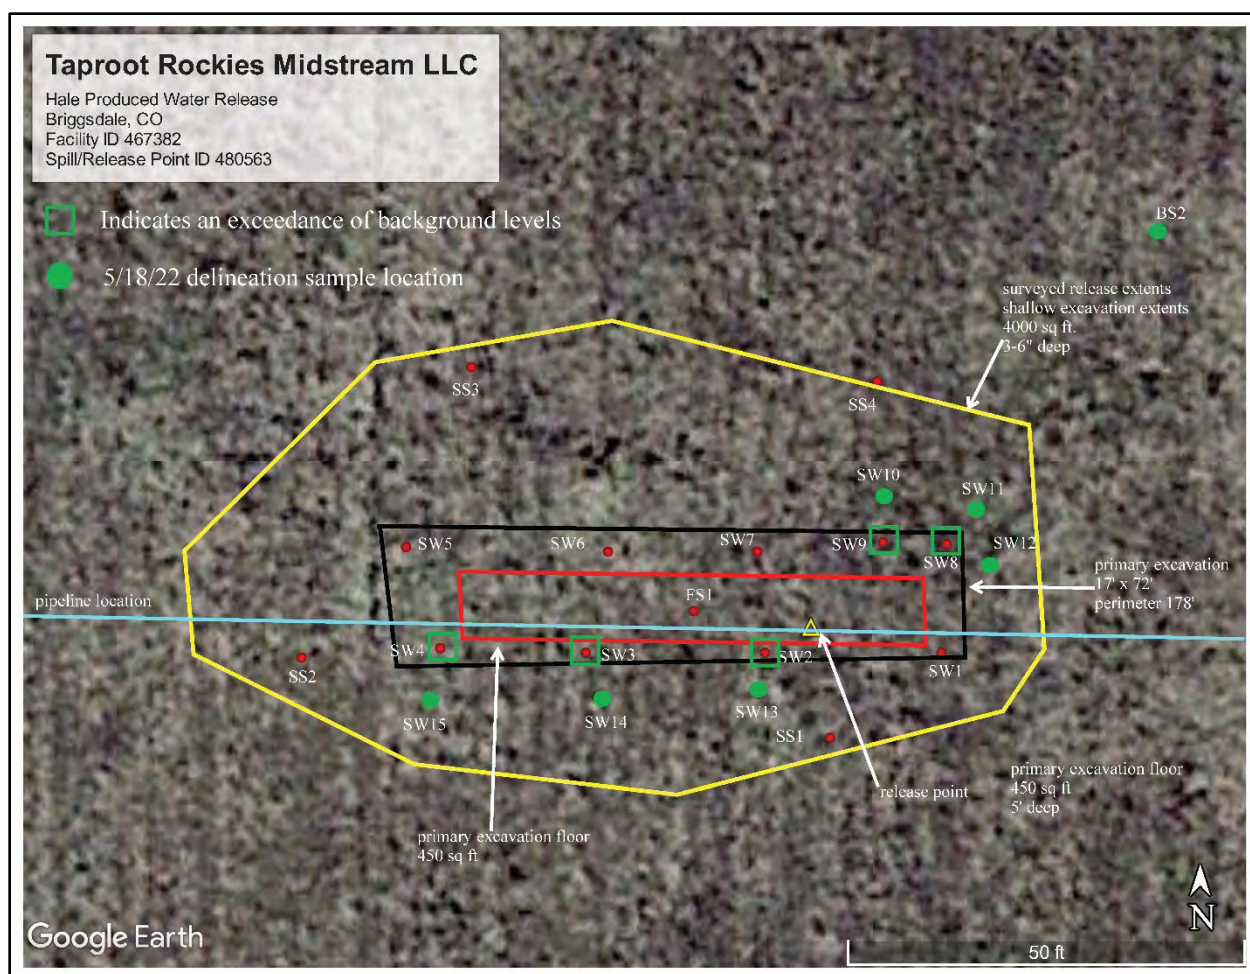 Taproot Rockies Midstream LLC
Hale Produced Water Release
Briggsdale, CO
Facility ID 467382
Spill/Release Point ID 480563
Indicates an exceedance of background levels
5/18/22 delineation sample location
BS2
surveyed release extents
shallow excavation extents
4000 sq ft.
3-6" deep
SS3
SS4
SW10
SW11
SW5
SW6
SW7
SW9
SW8
SW12
primary excavation
17' x 72'
perimeter 178'
pipeline location
FS1
SW4
SW3
SW2
SW1
SS2
SW15
SW14
SW13
SS1
release point
primary excavation floor
450 sq ft
5' deep
primary excavation floor
450 sq ft
N
Google Earth
50 ft